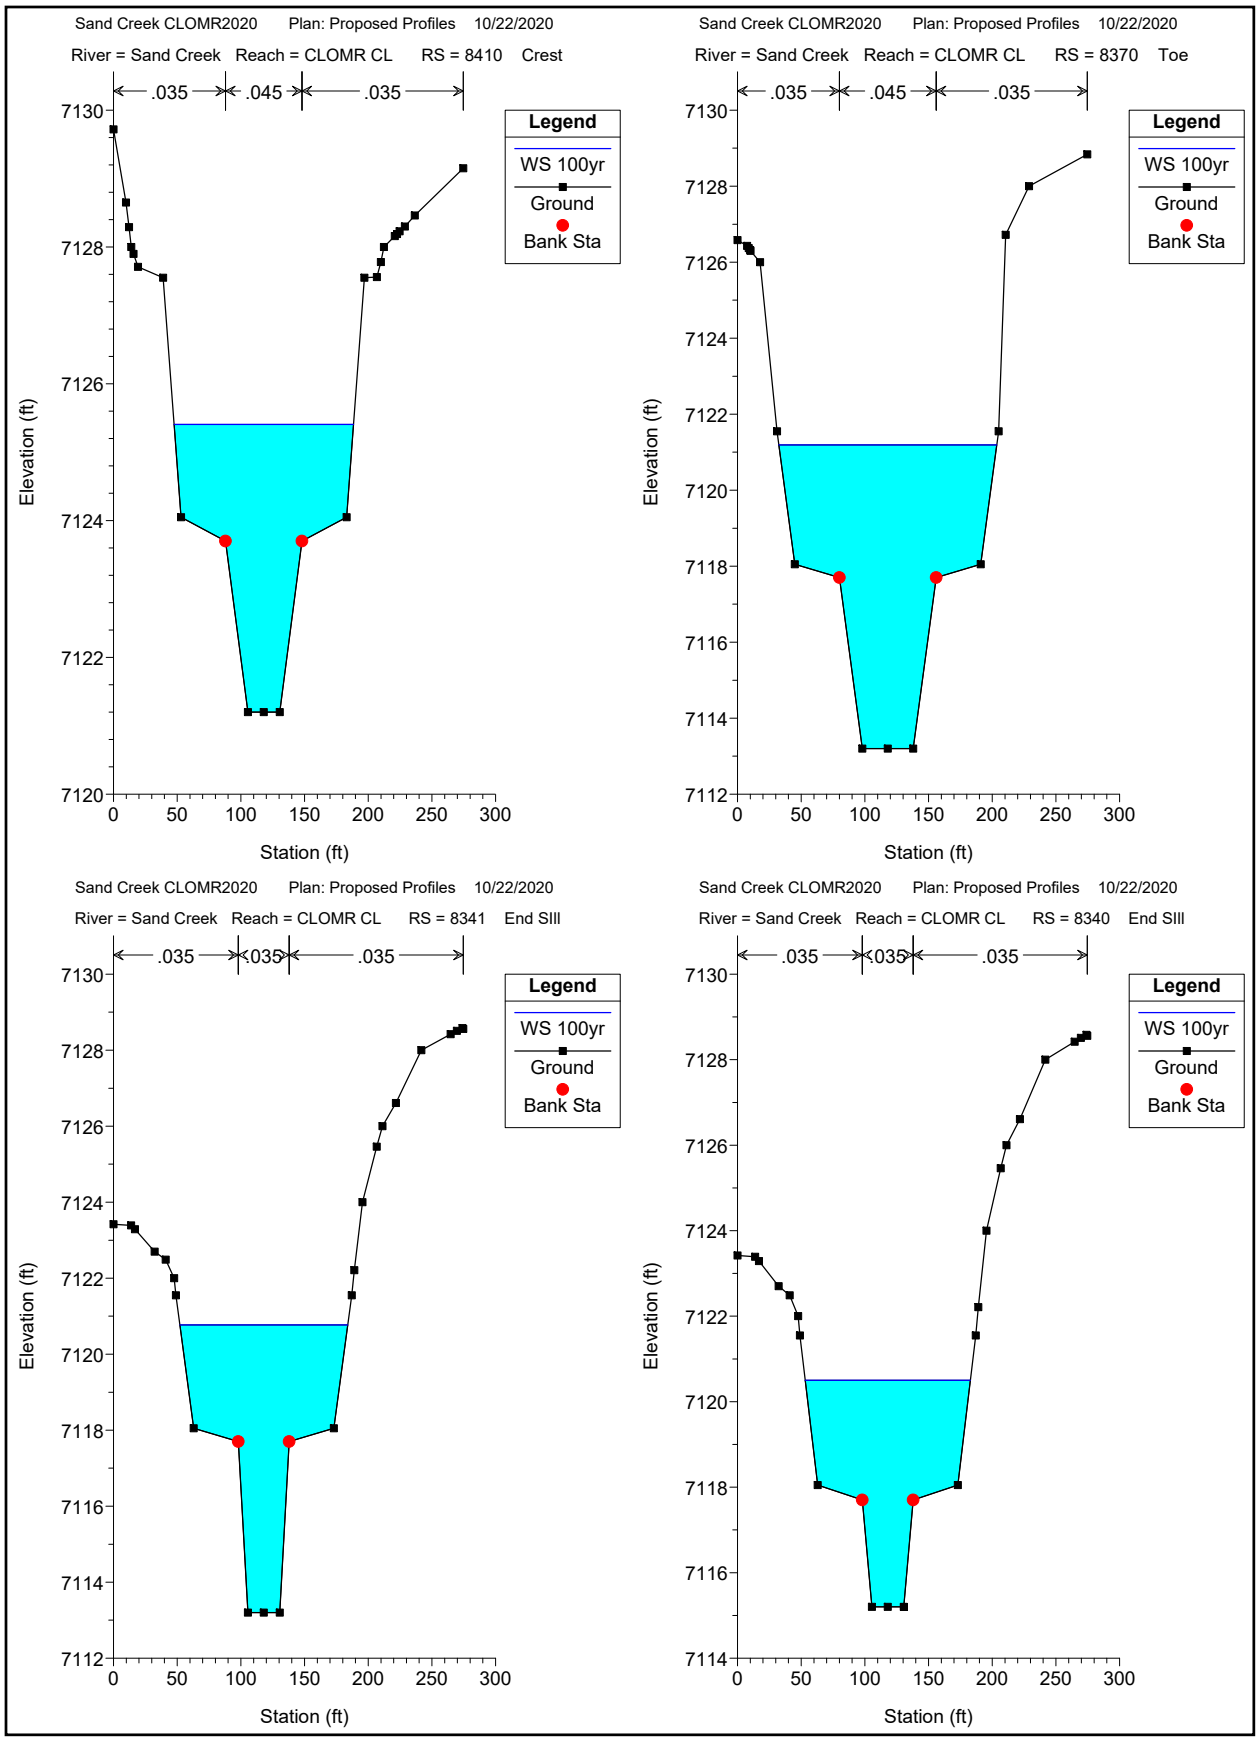 Sand Creek CLOMR2020 Plan: Proposed Profiles 10/22/2020
River = Sand Creek Reach = CLOMR CL RS = 8410 Crest
.035 .045 .035
Legend
WS 100yr
Ground
Bank Sta
7130
7128
7126
7124
7122
7120
Elevation (ft)
0 50 100 150 200 250 300
Station (ft)
Sand Creek CLOMR2020 Plan: Proposed Profiles 10/22/2020
River = Sand Creek Reach = CLOMR CL RS = 8370 Toe
.035 .045 .035
Legend
WS 100yr
Ground
Bank Sta
7130
7128
7126
7124
7122
7120
7118
7116
7114
7112
Elevation (ft)
0 50 100 150 200 250 300
Station (ft)
Sand Creek CLOMR2020 Plan: Proposed Profiles 10/22/2020
River = Sand Creek Reach = CLOMR CL RS = 8341 End SIll
.035 .035 .035
Legend
WS 100yr
Ground
Bank Sta
7130
7128
7126
7124
7122
7120
7118
7116
7114
7112
Elevation (ft)
0 50 100 150 200 250 300
Station (ft)
Sand Creek CLOMR2020 Plan: Proposed Profiles 10/22/2020
River = Sand Creek Reach = CLOMR CL RS = 8340 End SIll
.035 .035 .035
Legend
WS 100yr
Ground
Bank Sta
7130
7128
7126
7124
7122
7120
7118
7116
7114
Elevation (ft)
0 50 100 150 200 250 300
Station (ft)